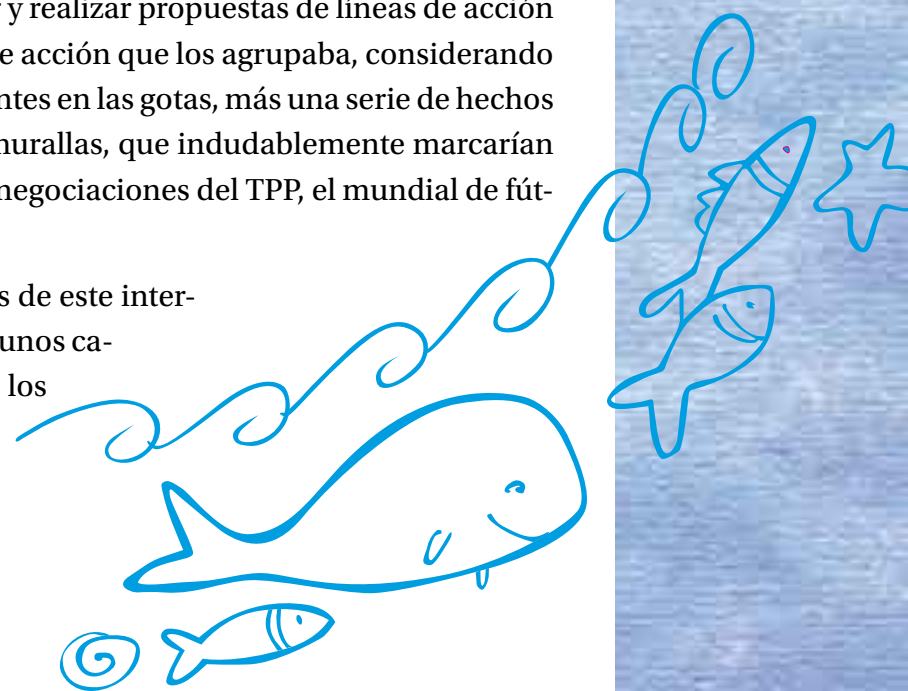 y realizar propuestas de líneas de acción
e acción que los agrupaba, considerando
ntes en las gotas, más una serie de hechos
murallas, que indudablemente marcarían
negociaciones del TPP, el mundial de fút-
s de este inter-
unos ca-
los